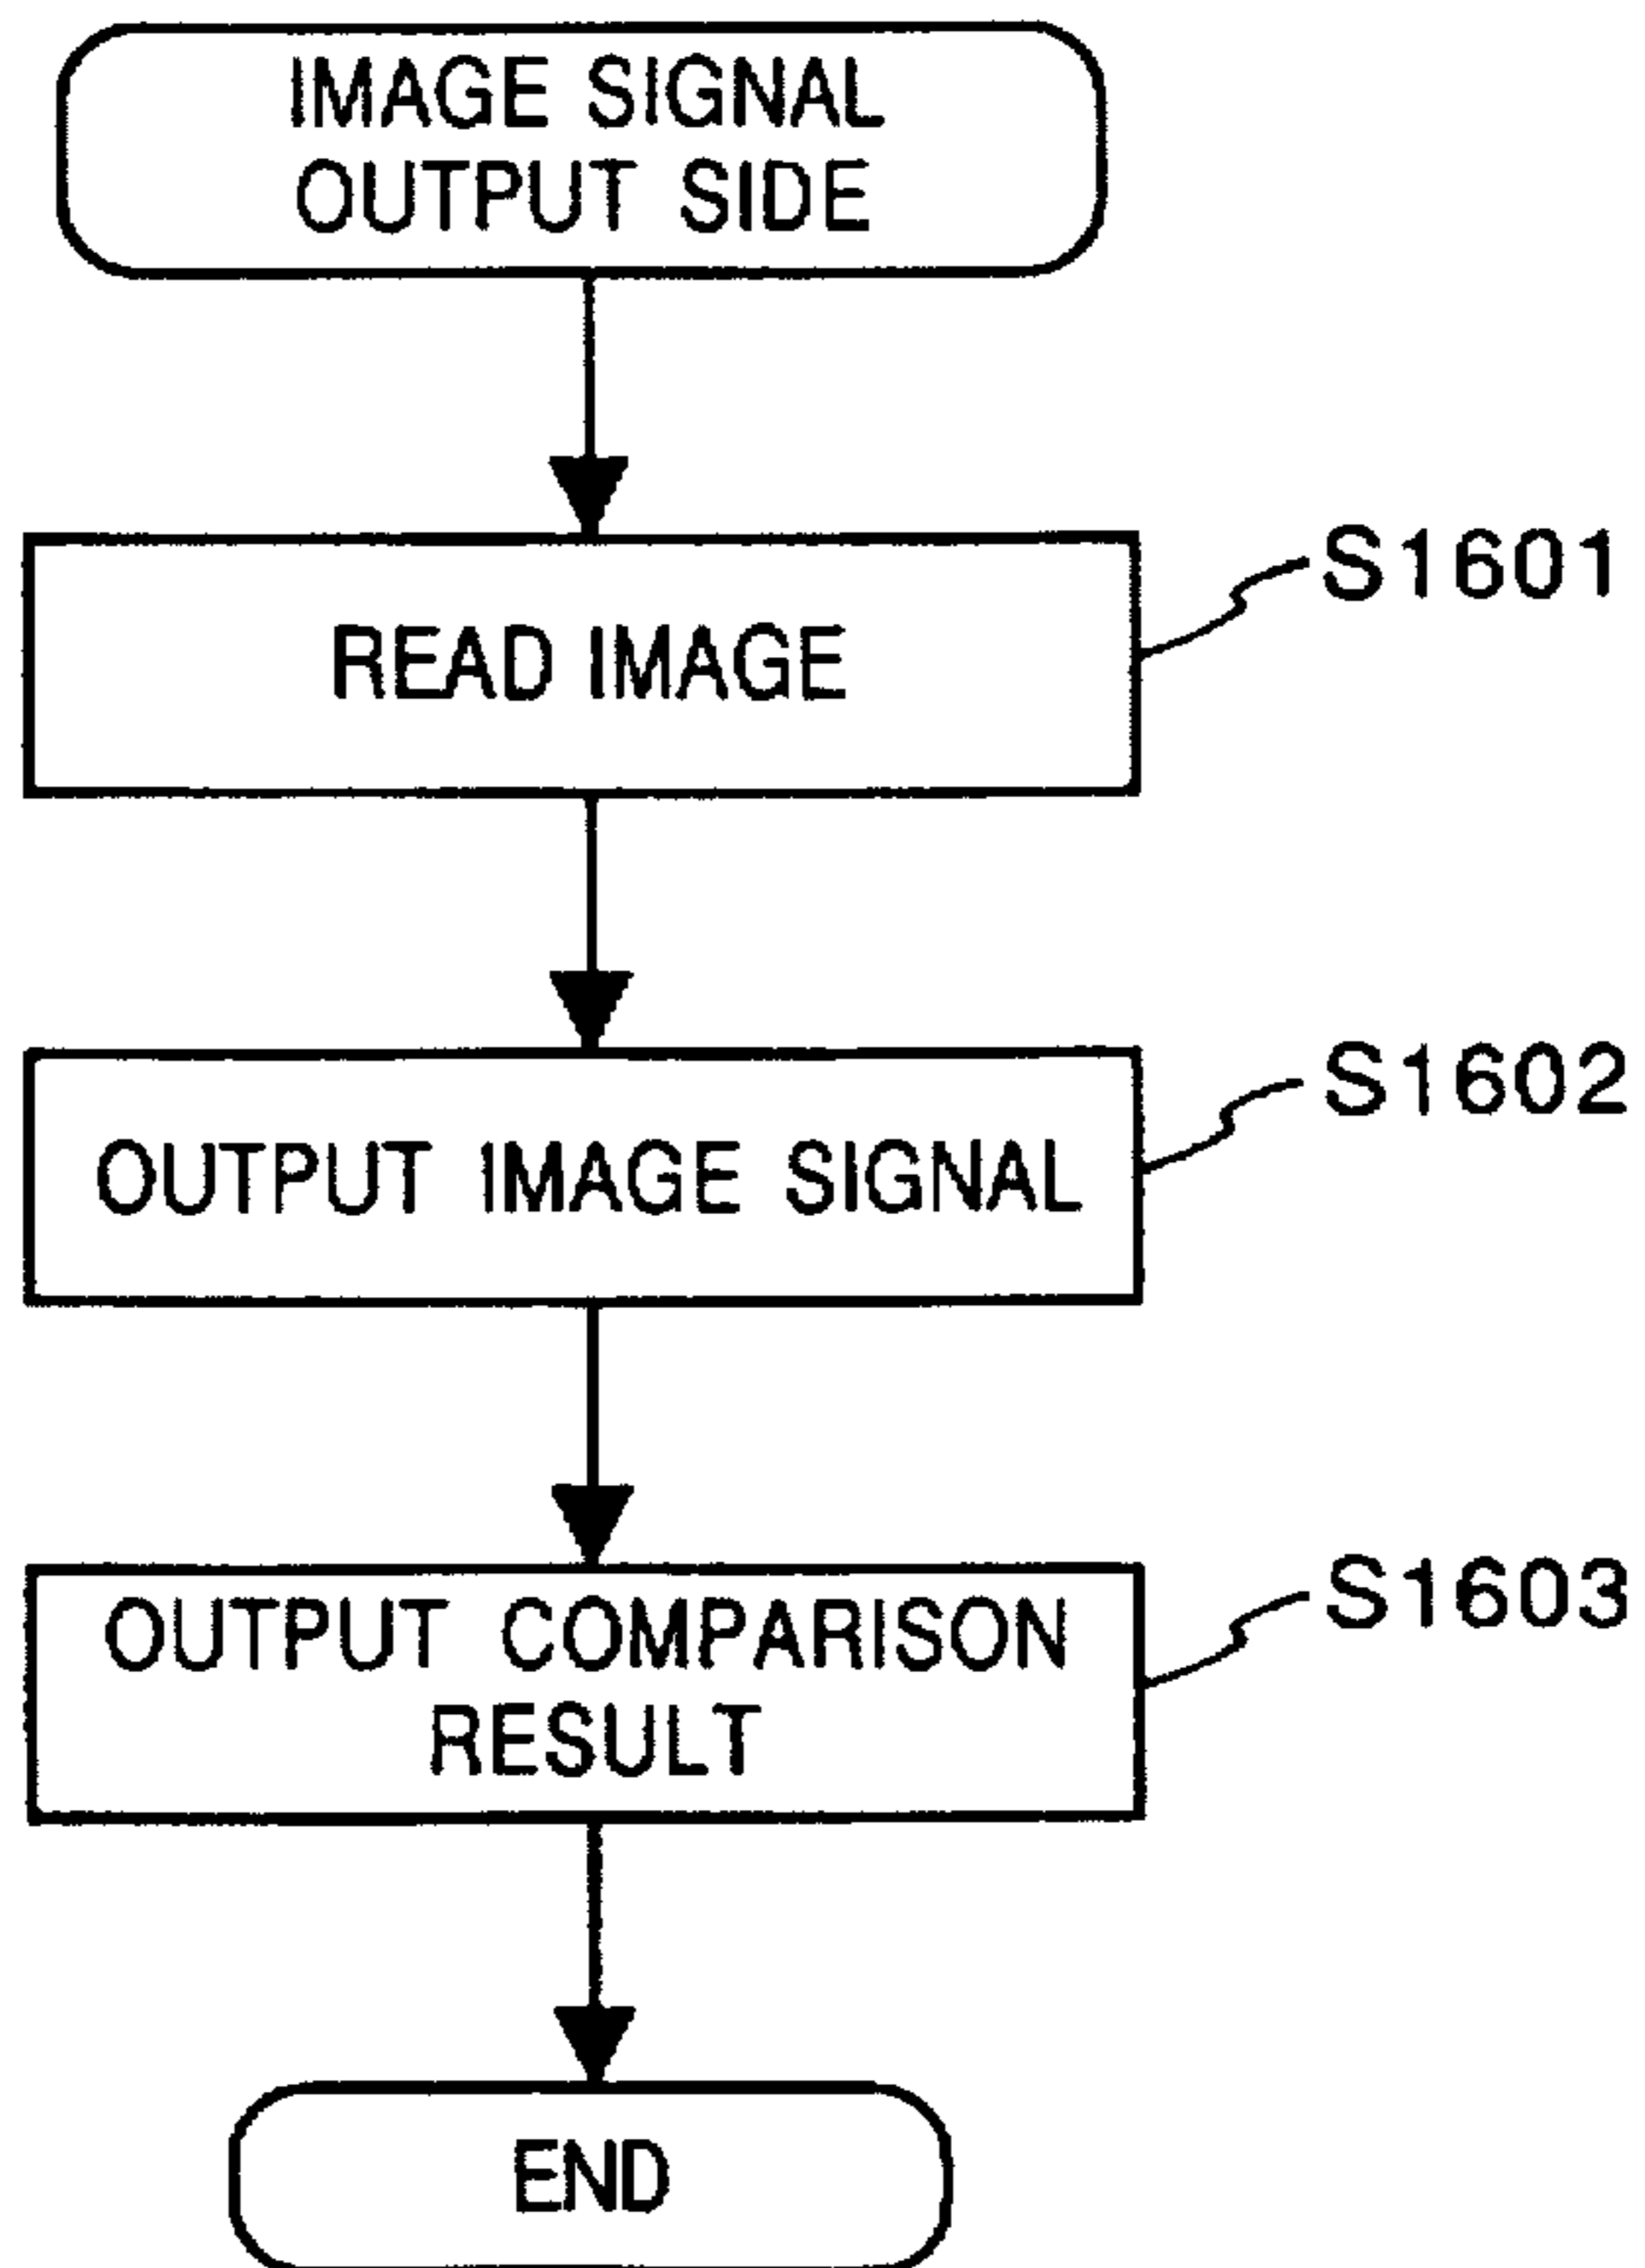 IMAGE SIGNAL
OUTPUT SIDE
S1601
READ IMAGE
S1602
OUTPUT IMAGE SIGNAL
S1603
OUTPUT COMPARISON
RESULT
END